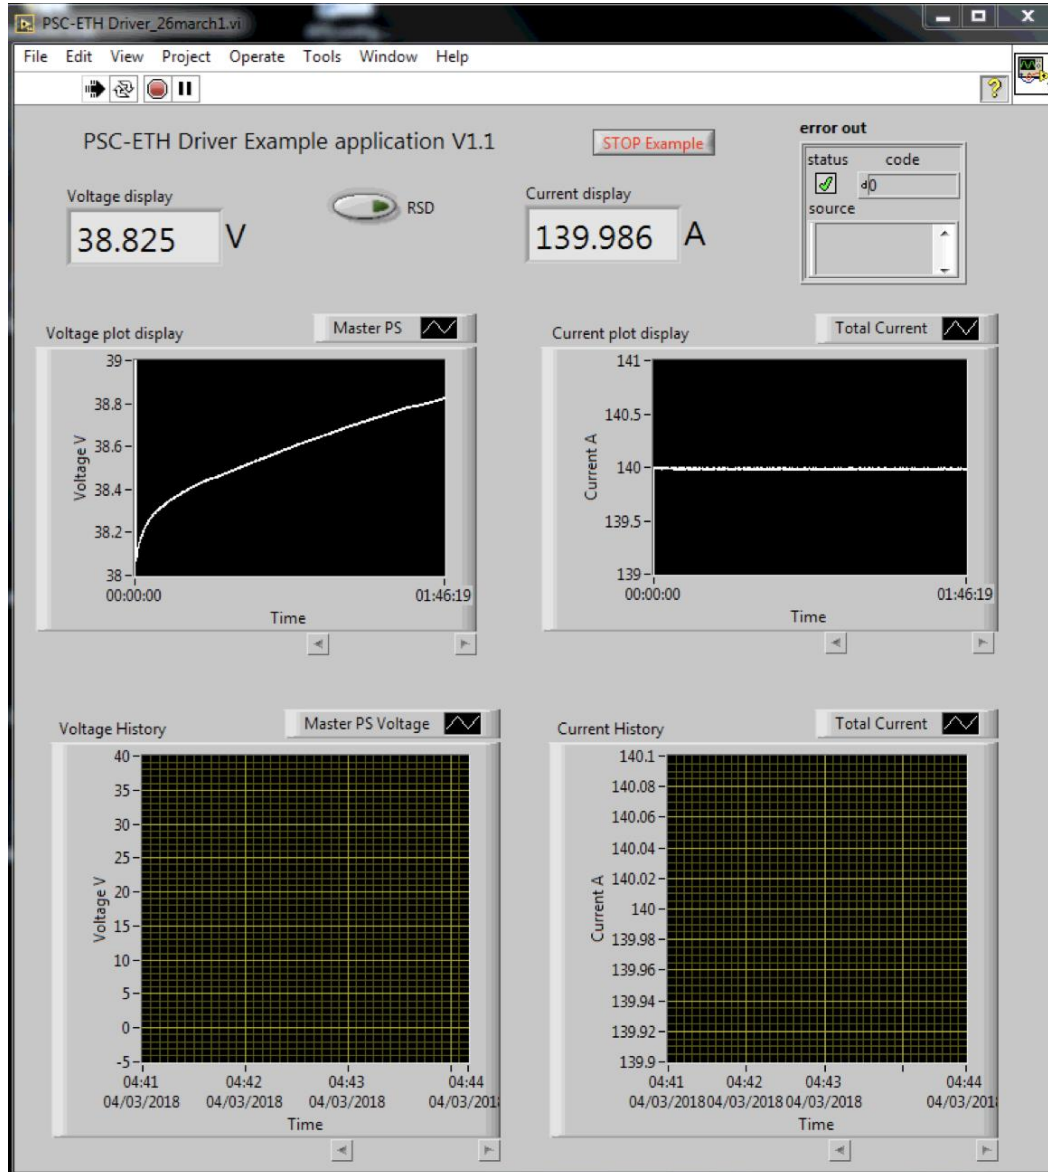 PSC-ETH Driver_26march1.vi
File Edit View Project Operate Tools Window Help
PSC-ETH Driver Example application V1.1
STOP Example
error out
status code
d0
source
Voltage display
38.825 V
RSD
Current display
139.986 A
Voltage plot display
Master PS
39
38.8
38.6
38.4
38.2
38
Voltage V
00:00:00 01:46:19
Time
Current plot display
Total Current
141
140.5
140
139.5
139
Current A
00:00:00 01:46:19
Time
Voltage History
Master PS Voltage
40
35
30
25
20
15
10
5
0
-5
Voltage V
04:41 04:42 04:43 04:44
04/03/2018 04/03/2018 04/03/2018 04/03/201
Time
Current History
Total Current
140.1
140.08
140.06
140.04
140.02
140
139.98
139.96
139.94
139.92
139.9
Current A
04:41 04:42 04:43 04:44
04/03/2018 04/03/2018 04/03/2018 04/03/201
Time